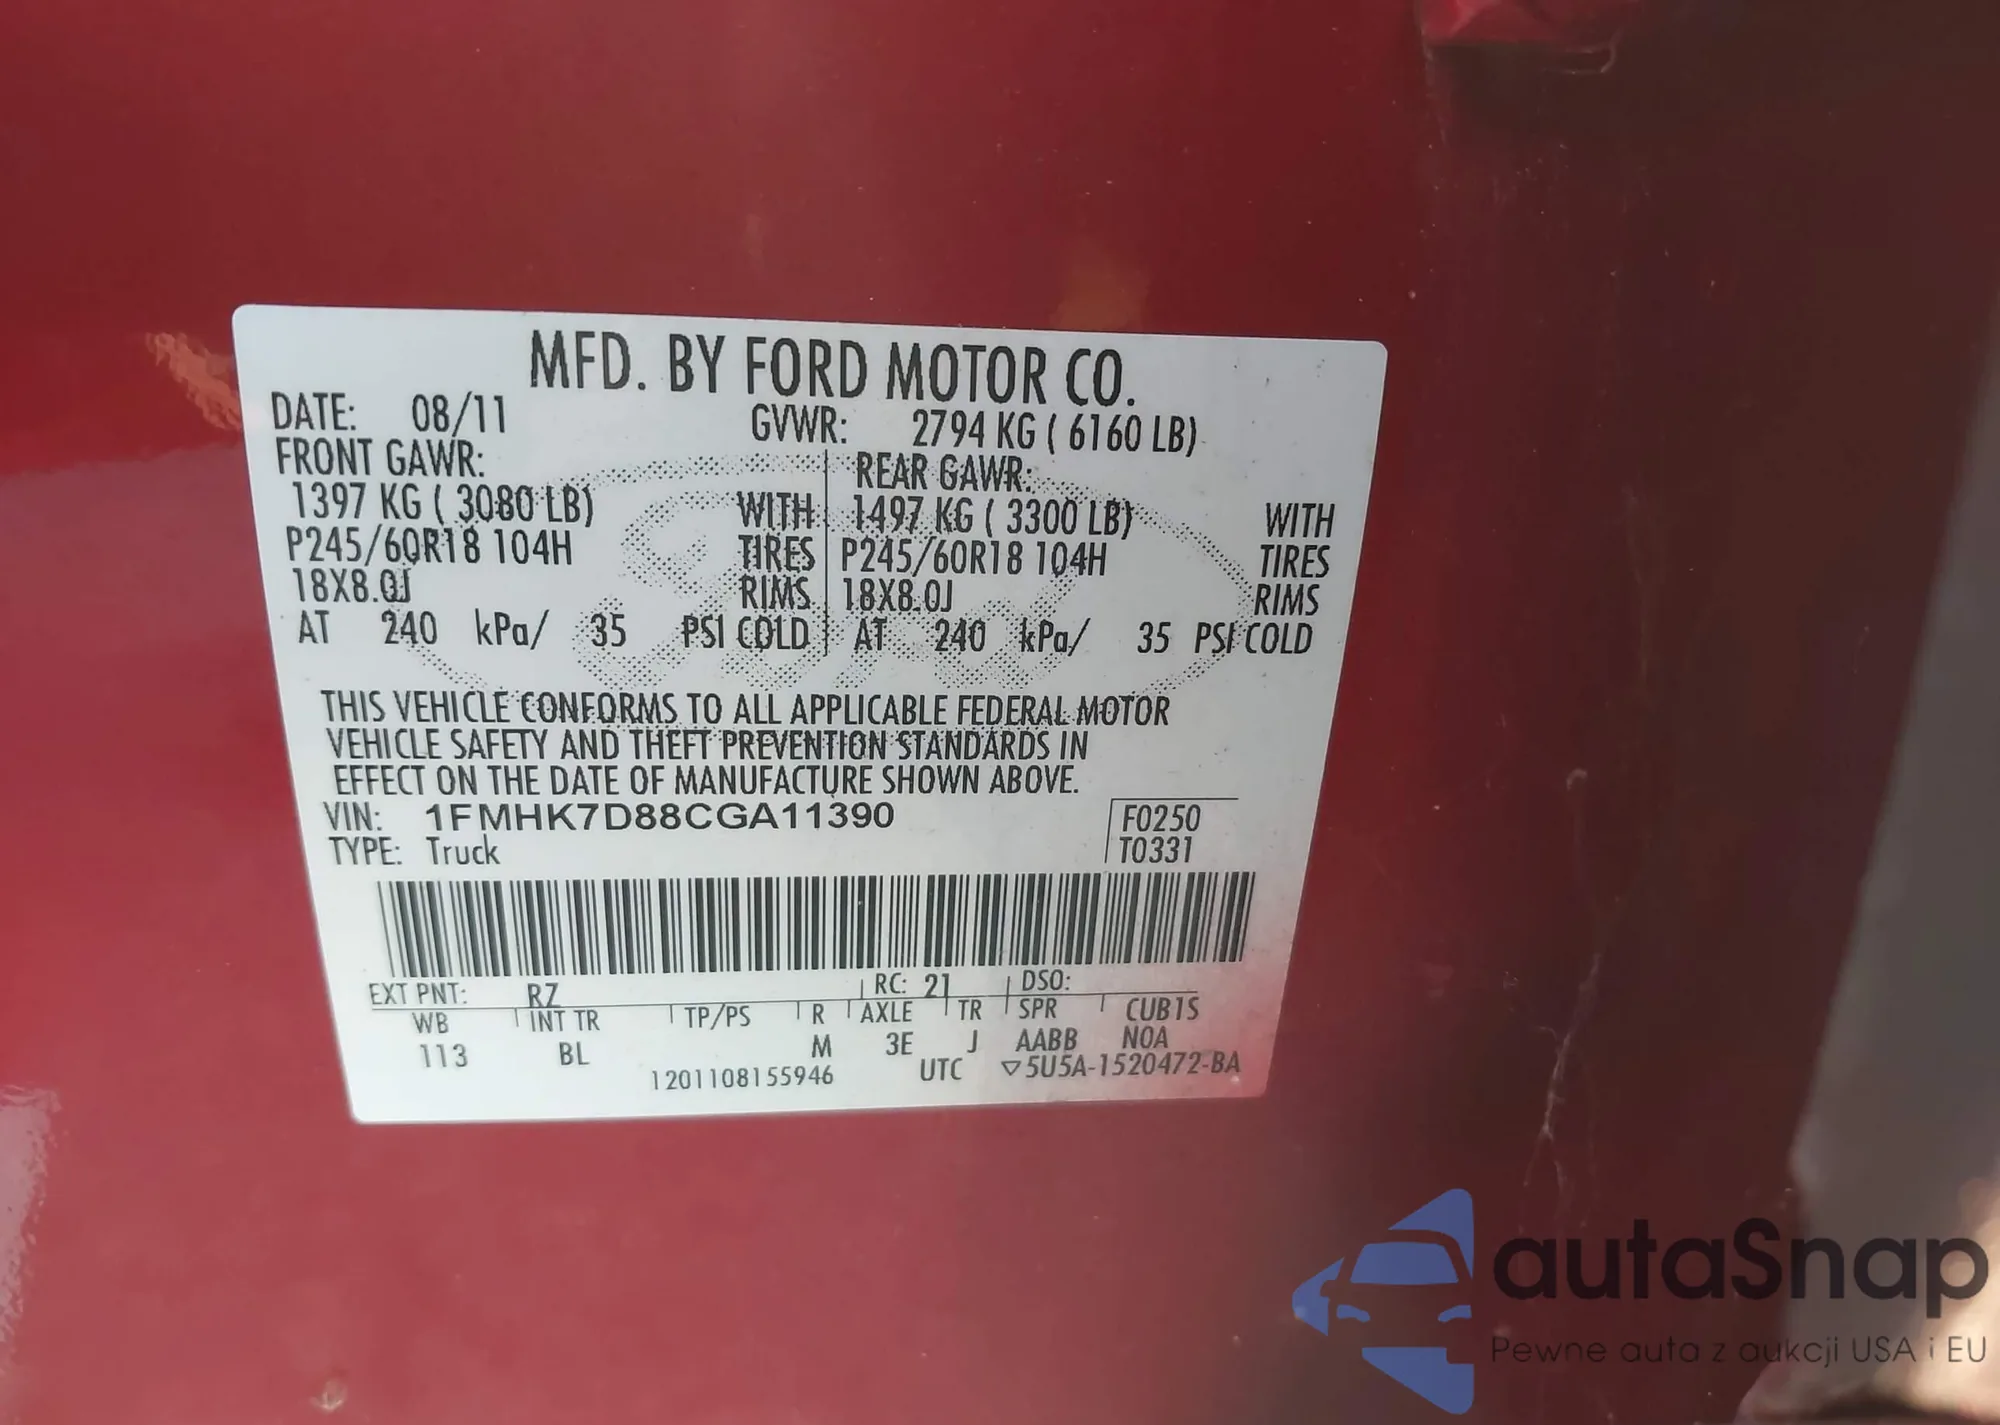 MFD. BY FORD MOTOR CO.
DATE: 08/11 GVWR: 2794 KG ( 6160 LB)
FRONT GAWR: REAR GAWR:
1397 KG ( 3080 LB) WITH 1497 KG ( 3300 LB) WITH
P245/60R18 104H TIRES P245/60R18 104H TIRES
18X8.0J RIMS 18X8.0J RIMS
AT 240 kPa/ 35 PSI COLD AT 240 kPa/ 35 PSI COLD
THIS VEHICLE CONFORMS TO ALL APPLICABLE FEDERAL MOTOR
VEHICLE SAFETY AND THEFT PREVENTION STANDARDS IN
EFFECT ON THE DATE OF MANUFACTURE SHOWN ABOVE.
VIN: 1FMHK7D88CGA11390 F0250
TYPE: Truck T0331
EXT PNT: RZ RC: 21 DSO:
WB INT TR TP/PS R AXLE TR SPR CUB1S
113 BL M 3E J AABB NOA
1201108155946 UTC ▽5U5A-1520472-BA
autaSnap
Pewne auta z aukcji USA i EU